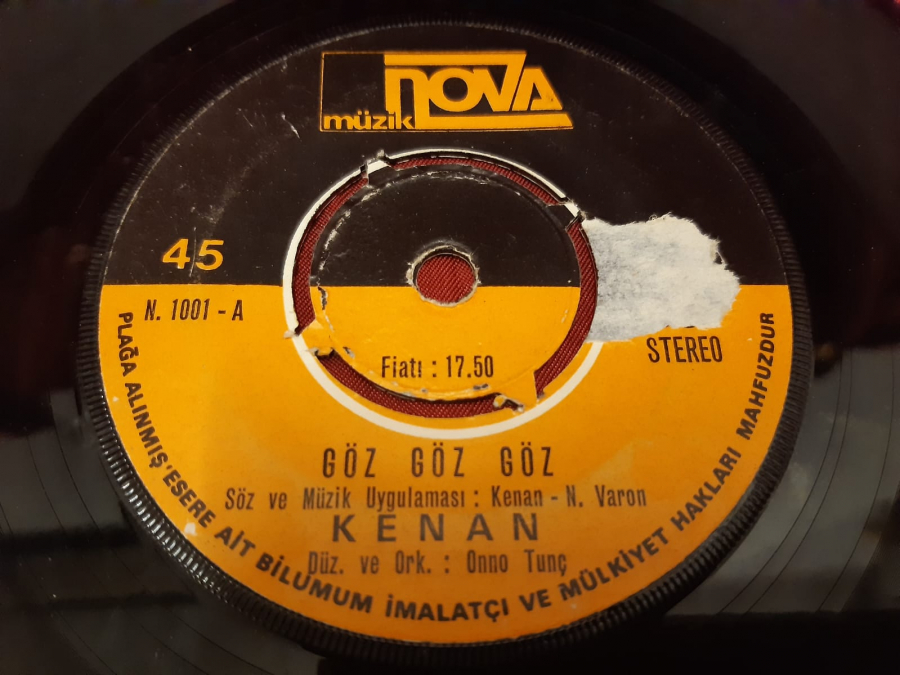 NOVA
müzik
45
N. 1001 - A
STEREO
Fiatı : 17.50
GÖZ GÖZ GÖZ
Söz ve Müzik Uygulaması : Kenan - N. Varon
KENAN
Düz. ve Ork. : Onno Tunç
PLAĞA ALINMIŞ'ESERE AİT BİLUMUM İMALATÇI VE MÜLKİYET HAKLARI MAHFUZDUR